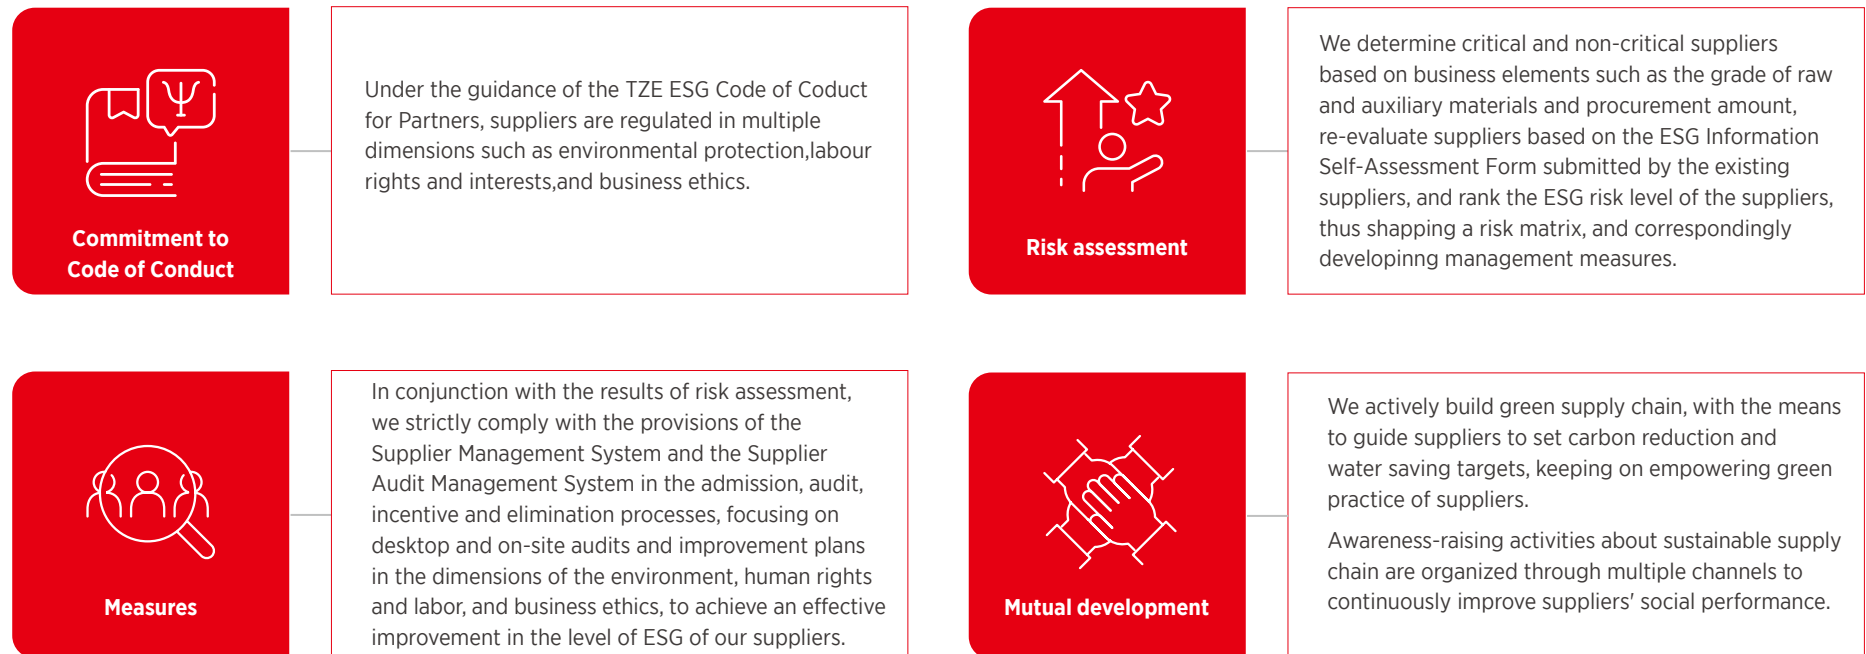 Commitment to
Code of Conduct
Under the guidance of the TZE ESG Code of Coduct
for Partners, suppliers are regulated in multiple
dimensions such as environmental protection,labour
rights and interests,and business ethics.
Risk assessment
We determine critical and non-critical suppliers
based on business elements such as the grade of raw
and auxiliary materials and procurement amount,
re-evaluate suppliers based on the ESG Information
Self-Assessment Form submitted by the existing
suppliers, and rank the ESG risk level of the suppliers,
thus shapping a risk matrix, and correspondingly
developinng management measures.
Measures
In conjunction with the results of risk assessment,
we strictly comply with the provisions of the
Supplier Management System and the Supplier
Audit Management System in the admission, audit,
incentive and elimination processes, focusing on
desktop and on-site audits and improvement plans
in the dimensions of the environment, human rights
and labor, and business ethics, to achieve an effective
improvement in the level of ESG of our suppliers.
Mutual development
We actively build green supply chain, with the means
to guide suppliers to set carbon reduction and
water saving targets, keeping on empowering green
practice of suppliers.
Awareness-raising activities about sustainable supply
chain are organized through multiple channels to
continuously improve suppliers' social performance.